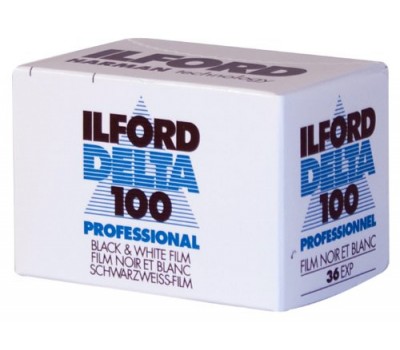 ILFORD
HARMAN technology
ILFORD
DELTA
100
PROFESSIONAL
BLACK & WHITE FILM
FILM NOIR ET BLANC
SCHWARZWEISS-FILM
ILFORD
DELTA
100
PROFESSIONNEL
FILM NOIR ET BLANC
36 EXP